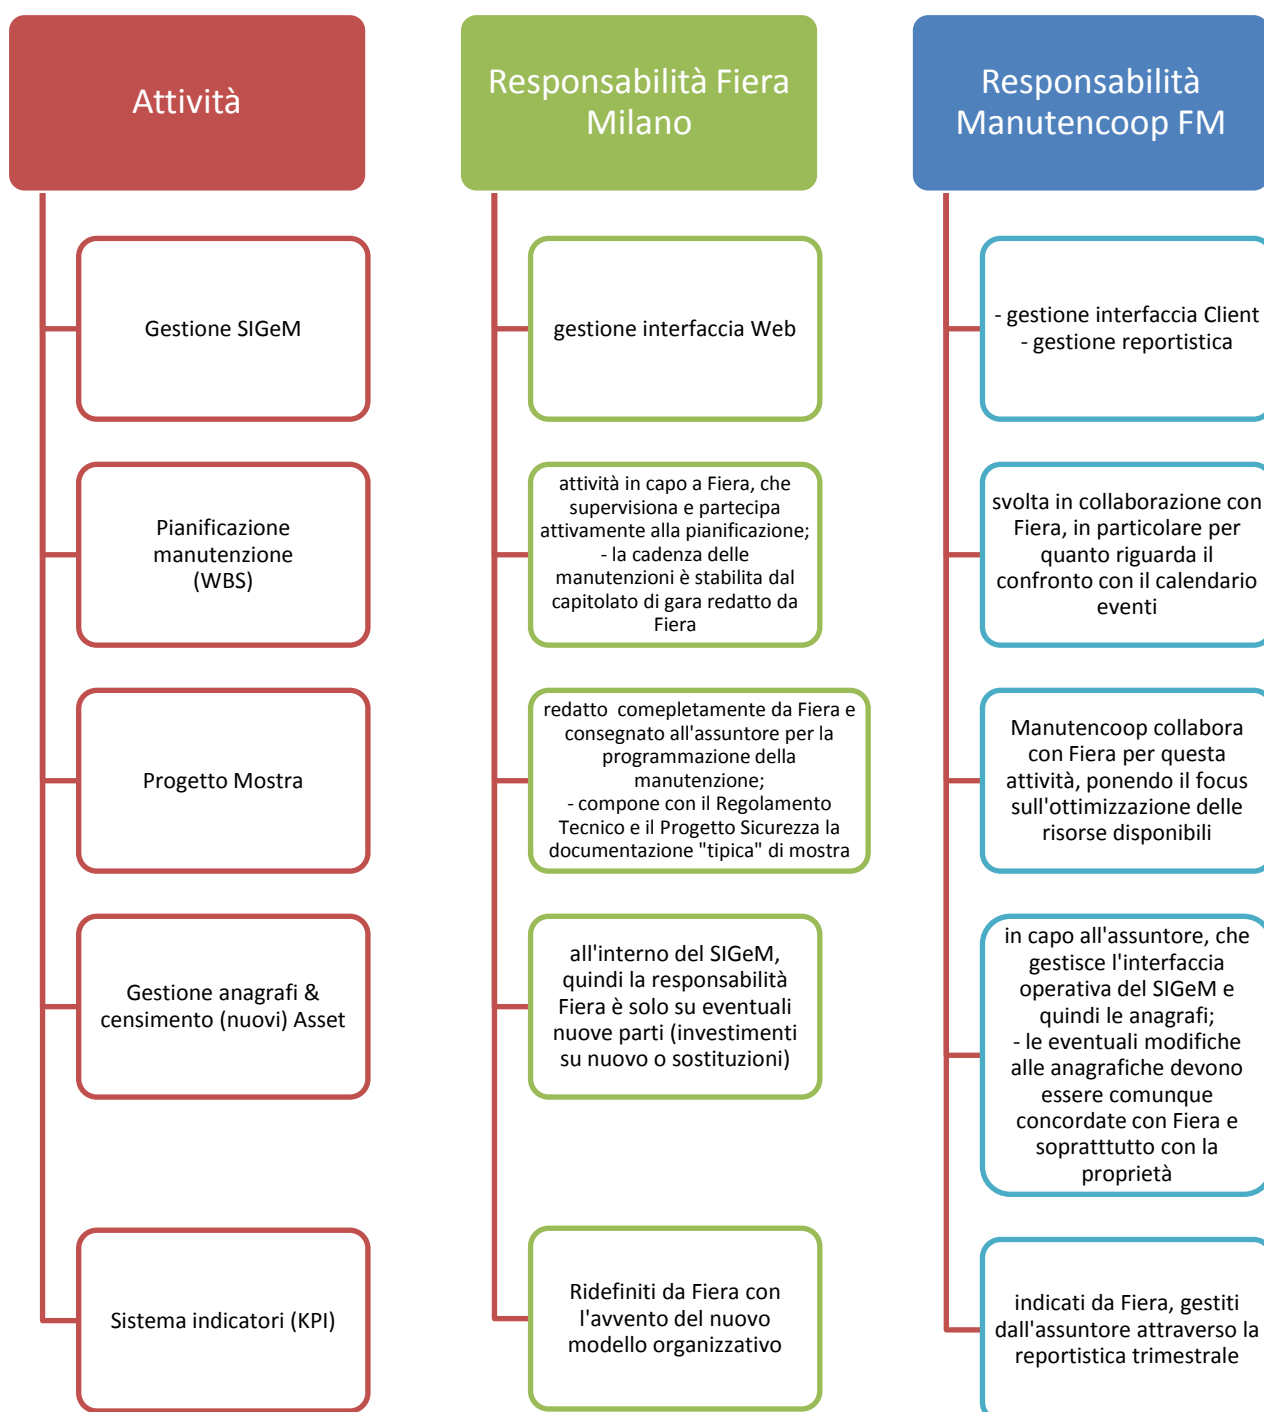 Attività
Responsabilità Fiera
Milano
Responsabilità
Manutencoop FM
Gestione SIGeM
gestione interfaccia Web
- gestione interfaccia Client
- gestione reportistica
Pianificazione
manutenzione
(WBS)
attività in capo a Fiera, che
supervisiona e partecipa
attivamente alla pianificazione;
- la cadenza delle
manutenzioni è stabilita dal
capitolato di gara redatto da
Fiera
svolta in collaborazione con
Fiera, in particolare per
quanto riguarda il
confronto con il calendario
eventi
Progetto Mostra
redatto comepletamente da Fiera e
consegnato all'assuntore per la
programmazione della
manutenzione;
- compone con il Regolamento
Tecnico e il Progetto Sicurezza la
documentazione "tipica" di mostra
Manutencoop collabora
con Fiera per questa
attività, ponendo il focus
sull'ottimizzazione delle
risorse disponibili
Gestione anagrafi &
censimento (nuovi) Asset
all'interno del SIGeM,
quindi la responsabilità
Fiera è solo su eventuali
nuove parti (investimenti
su nuovo o sostituzioni)
in capo all'assuntore, che
gestisce l'interfaccia
operativa del SIGeM e
quindi le anagrafi;
- le eventuali modifiche
alle anagrafiche devono
essere comunque
concordate con Fiera e
sopratttutto con la
proprietà
Sistema indicatori (KPI)
Ridefiniti da Fiera con
l'avvento del nuovo
modello organizzativo
indicati da Fiera, gestiti
dall'assuntore attraverso la
reportistica trimestrale